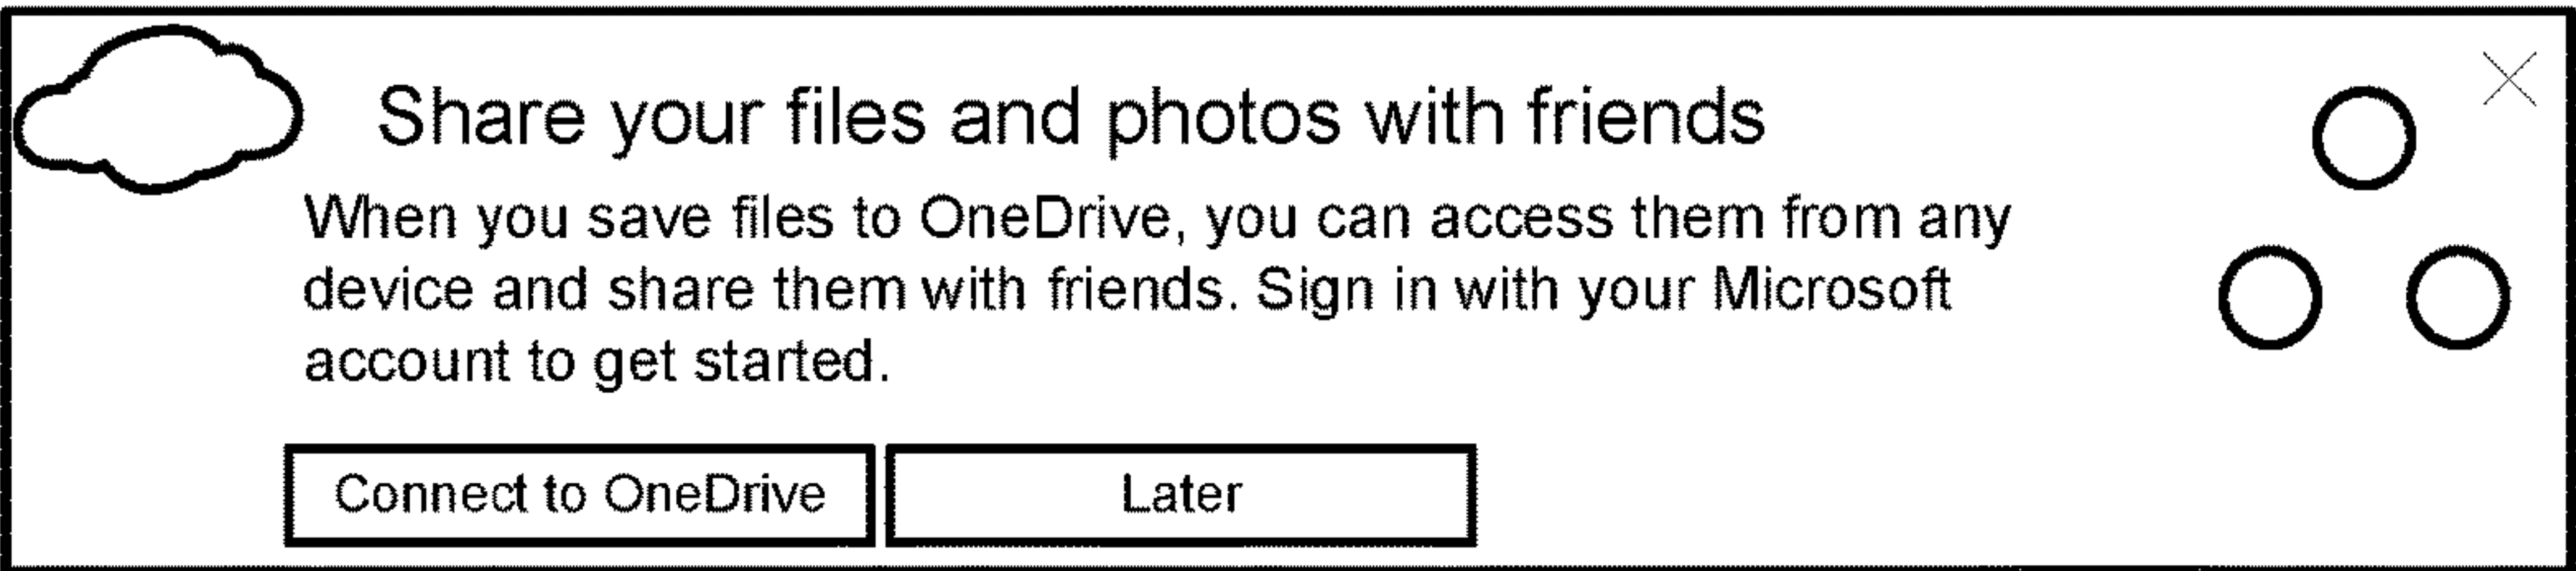 Share your files and photos with friends
When you save files to OneDrive, you can access them from any
device and share them with friends. Sign in with your Microsoft
account to get started.
Connect to OneDrive
Later